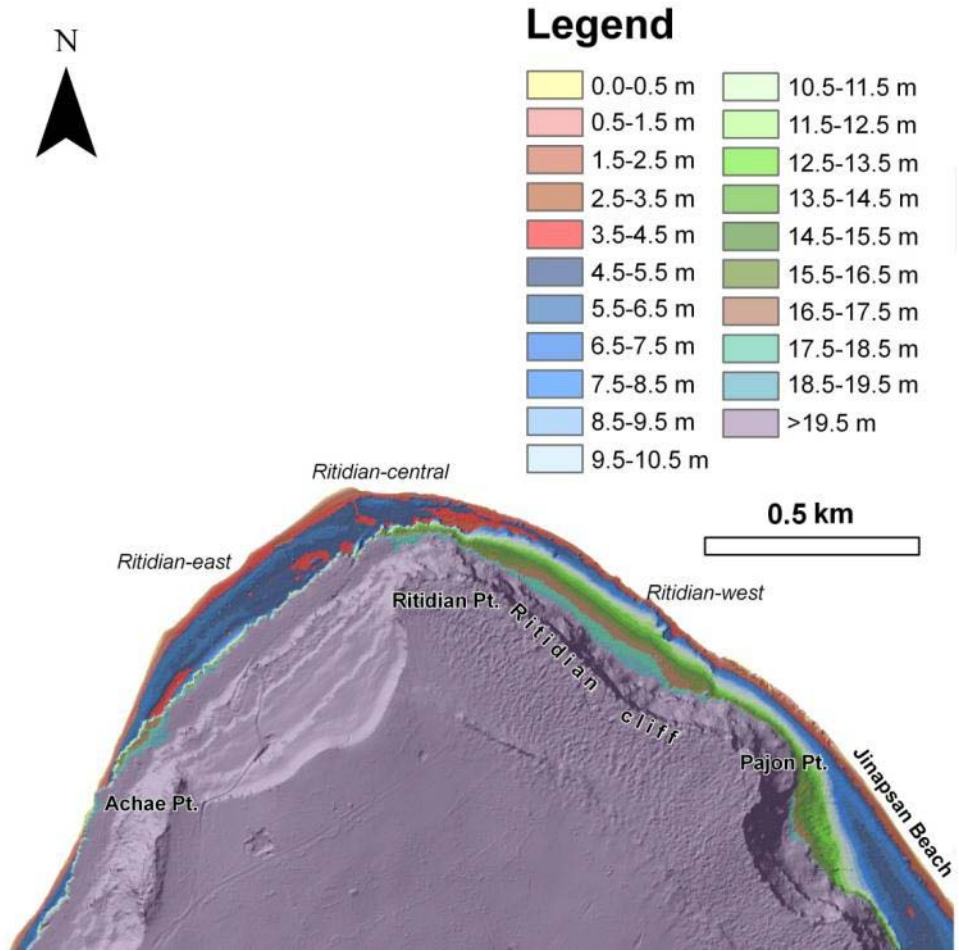 Legend
N
0.0-0.5 m
0.5-1.5 m
1.5-2.5 m
2.5-3.5 m
3.5-4.5 m
4.5-5.5 m
5.5-6.5 m
6.5-7.5 m
7.5-8.5 m
8.5-9.5 m
9.5-10.5 m
10.5-11.5 m
11.5-12.5 m
12.5-13.5 m
13.5-14.5 m
14.5-15.5 m
15.5-16.5 m
16.5-17.5 m
17.5-18.5 m
18.5-19.5 m
>19.5 m
Ritidian-central
0.5 km
Ritidian-east
Ritidian-west
Ritidian Pt.
Ritidian cliff
Pajon Pt.
Jinapsan Beach
Achae Pt.